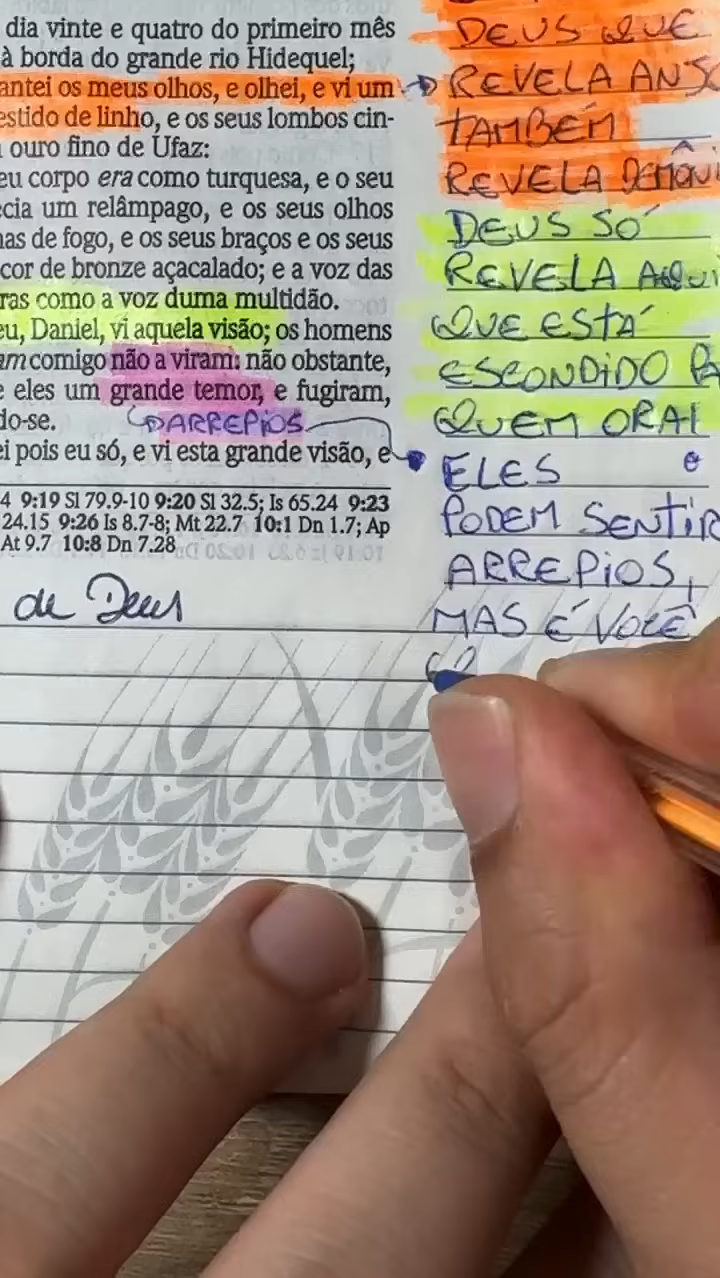 dia vinte e quatro do primeiro mês
à borda do grande rio Hidequel;
antei os meus olhos, e olhei, e vi um
estido de linho, e os seus lombos cin-
ouro fino de Ufaz:
eu corpo era como turquesa, e o seu
cia um relâmpago, e os seus olhos
as de fogo, e os seus braços e os seus
cor de bronze açacalado; e a voz das
ras como a voz duma multidão.
eu, Daniel, vi aquela visão; os homens
am comigo não a viram: não obstante,
e eles um grande temor, e fugiram,
do-se.
ARREPIOS
ei pois eu só, e vi esta grande visão, e
4 9:19 Sl 79.9-10 9:20 Sl 32.5; Is 65.24 9:23
24.15 9:26 Is 8.7-8; Mt 22.7 10:1 Dn 1.7; Ap
At 9.7 10:8 Dn 7.28
de Deus
DEUS QUE
REVELA ANJO
TAMBÉM
REVELA DEMÔNI
DEUS SÓ
REVELA AQUI
QUE ESTÁ
ESCONDIDO PA
QUEM ORA!
ELES
PODEM SENTIR
ARREPIOS,
MAS É VOCÊ